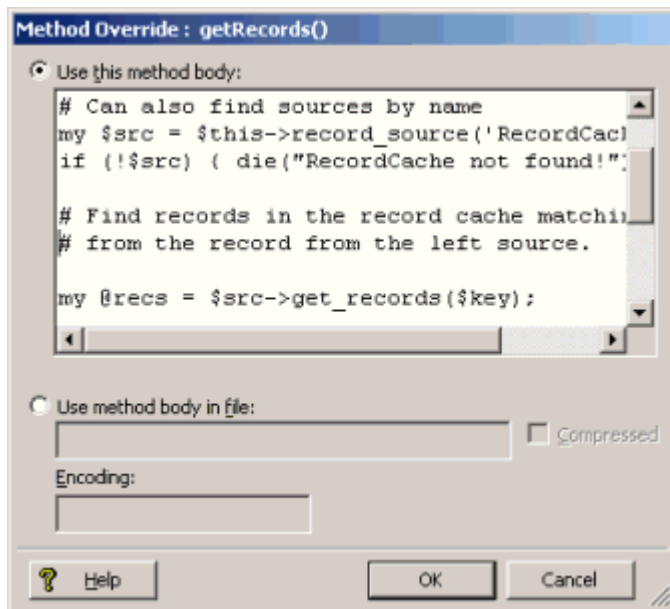 Method Override : getRecords()
Use this method body:
# Can also find sources by name
my $src = $this->record_source('RecordCacl
if (!$src) { die("RecordCache not found!")
# Find records in the record cache matchin
# from the record from the left source.
my @recs = $src->get_records($key);
Use method body in file:
Compressed
Encoding:
Help
OK
Cancel